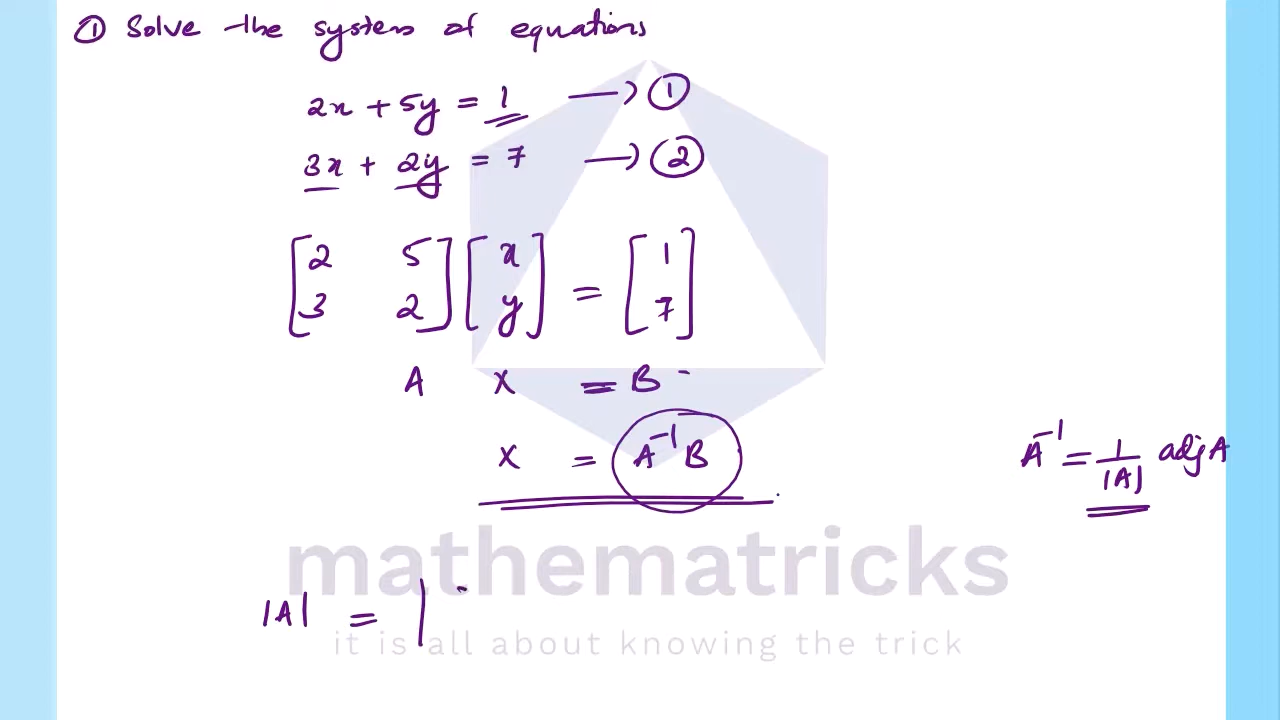 ① Solve the system of equations
2x + 5y = 1 → ①
3x + 2y = 7 → ②
[2 5
3 2] [x
y] = [1
7]
A X = B
X = A⁻¹ B
A⁻¹ = 1/|A| adj A
mathematricks
|A| = |
it is all about knowing the trick